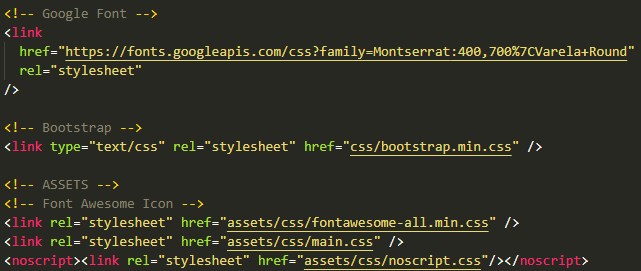 <!-- Google Font -->
<link
href="https://fonts.googleapis.com/css?family=Montserrat:400,700%7CVarela+Round"
rel="stylesheet"
/>
<!-- Bootstrap -->
<link type="text/css" rel="stylesheet" href="css/bootstrap.min.css" />
<!-- ASSETS -->
<!-- Font Awesome Icon -->
<link rel="stylesheet" href="assets/css/fontawesome-all.min.css" />
<link rel="stylesheet" href="assets/css/main.css" />
<noscript><link rel="stylesheet" href="assets/css/noscript.css"/></noscript>